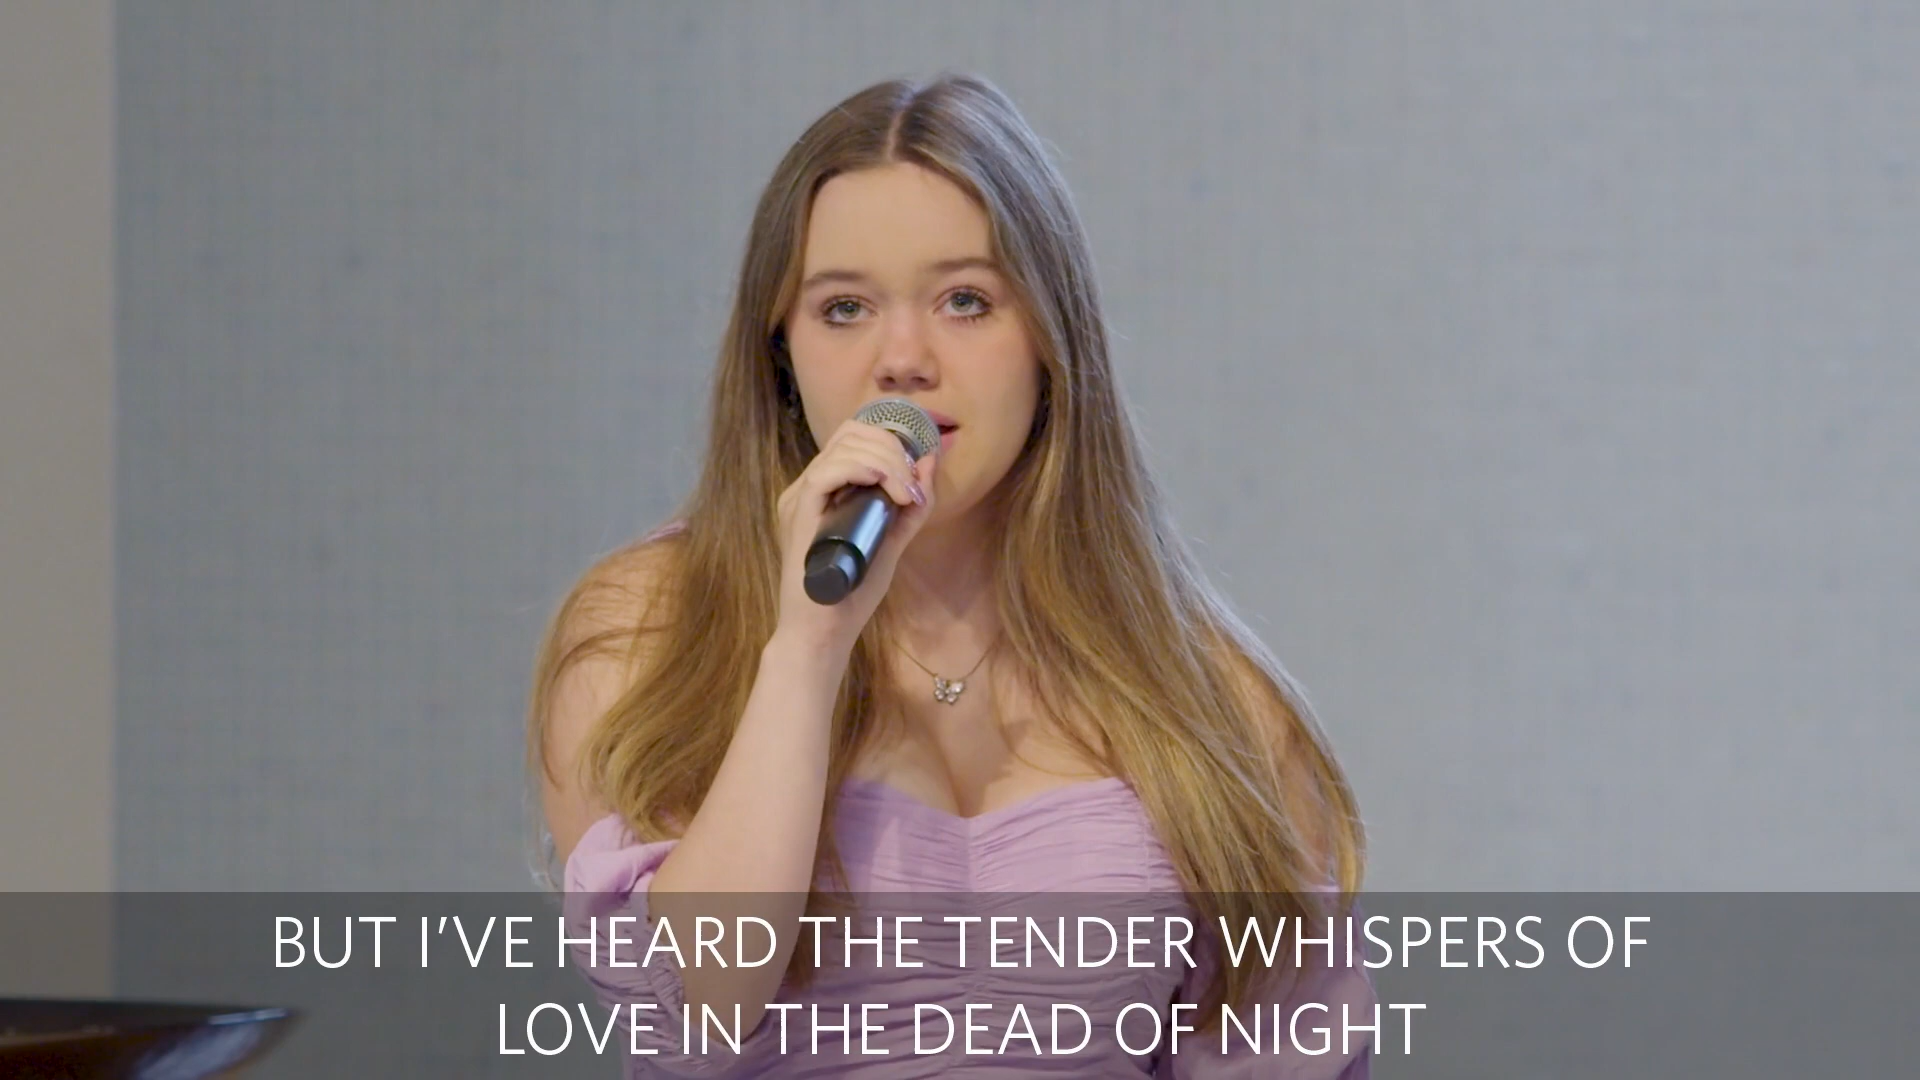 BUT I'VE HEARD THE TENDER WHISPERS OF
LOVE IN THE DEAD OF NIGHT